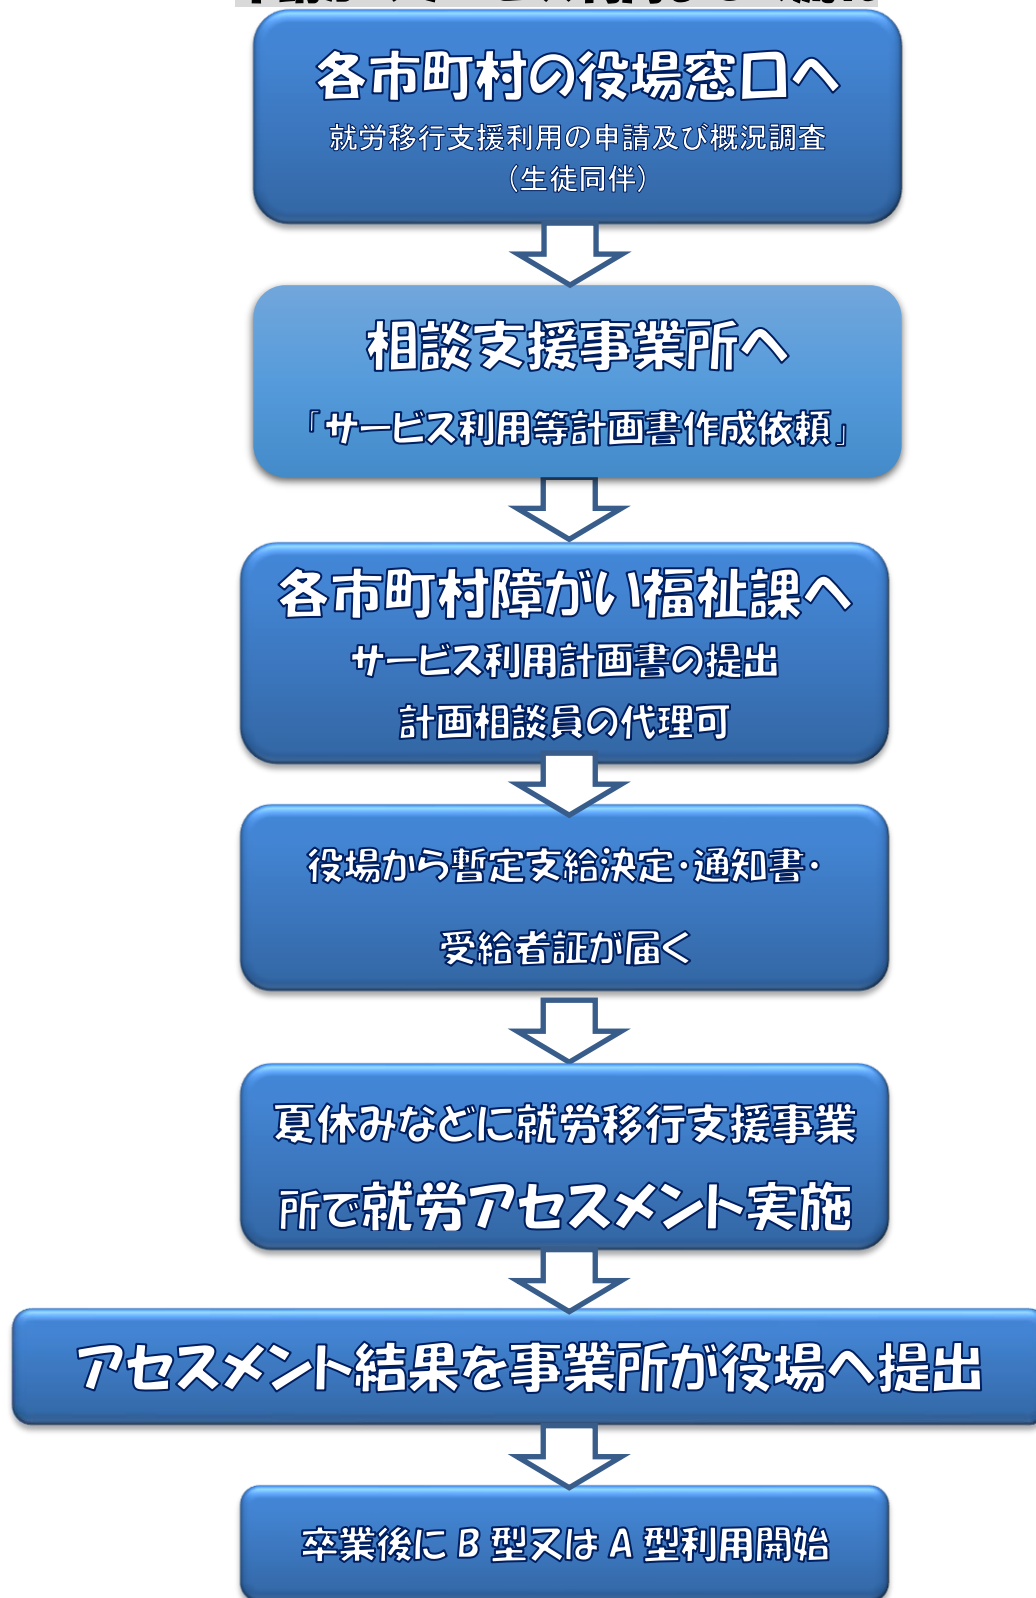 各市町村の役場窓口へ
就労移行支援利用の申請及び概況調査
（生徒同伴）
相談支援事業所へ
「サービス利用等計画書作成依頼」
各市町村障がい福祉課へ
サービス利用計画書の提出
計画相談員の代理可
役場から暫定支給決定・通知書・
受給者証が届く
夏休みなどに就労移行支援事業
所で就労アセスメント実施
アセスメント結果を事業所が役場へ提出
卒業後に B 型又は A 型利用開始